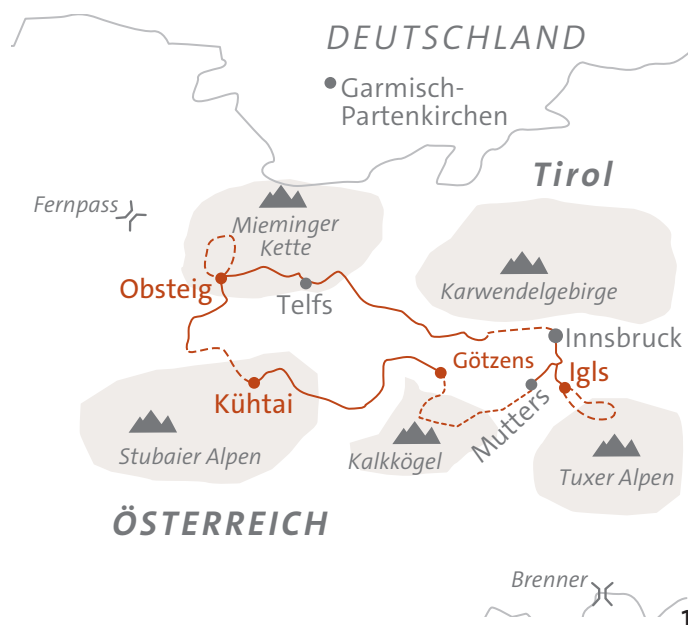 DEUTSCHLAND
Garmisch-
Partenkirchen
Tirol
Fernpass
Mieminger
Kette
Obsteig
Telfs
Karwendelgebirge
Innsbruck
Götzens
Igls
Kühtai
Mutters
Stubaier Alpen
Kalkkögel
Tuxer Alpen
ÖSTERREICH
Brenner
1